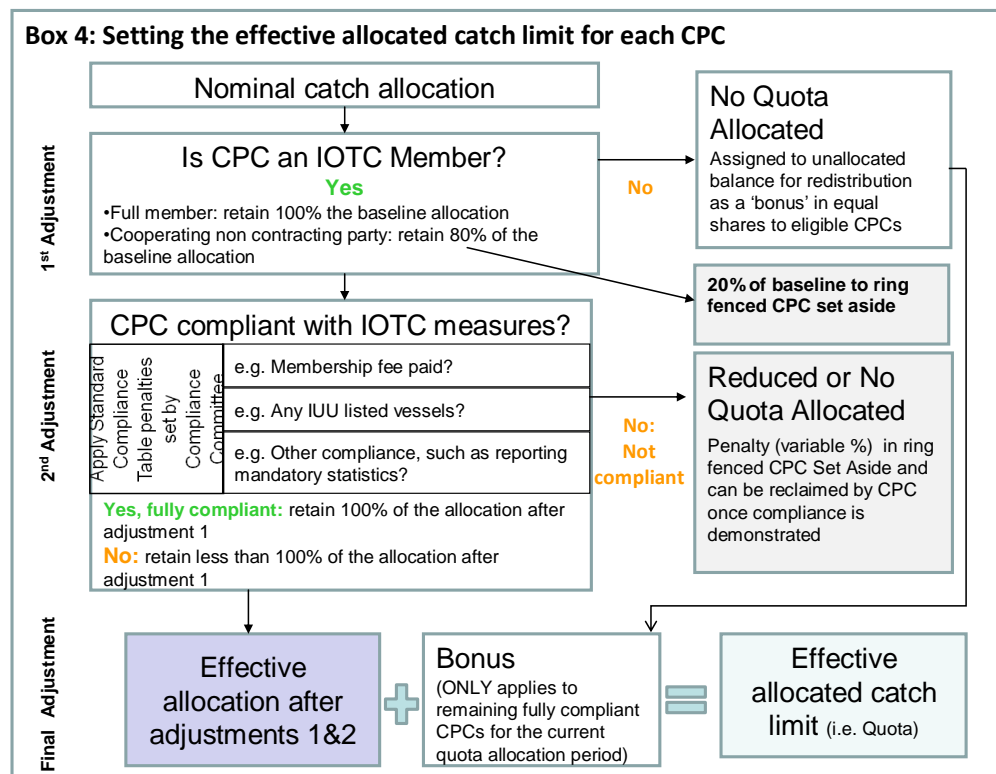 Box 4: Setting the effective allocated catch limit for each CPC
Nominal catch allocation
1st Adjustment
Is CPC an IOTC Member?
Yes
•Full member: retain 100% the baseline allocation
•Cooperating non contracting party: retain 80% of the
baseline allocation
No
No Quota
Allocated
Assigned to unallocated
balance for redistribution
as a ‘bonus’ in equal
shares to eligible CPCs
20% of baseline to ring
fenced CPC set aside
2nd Adjustment
CPC compliant with IOTC measures?
Apply Standard
Compliance
Table penalties
set by
Compliance
Committee
e.g. Membership fee paid?
e.g. Any IUU listed vessels?
e.g. Other compliance, such as reporting
mandatory statistics?
Yes, fully compliant: retain 100% of the allocation after
adjustment 1
No: retain less than 100% of the allocation after
adjustment 1
No:
Not
compliant
Reduced or No
Quota Allocated
Penalty (variable %) in ring
fenced CPC Set Aside and
can be reclaimed by CPC
once compliance is
demonstrated
Final Adjustment
Effective
allocation after
adjustments 1&2
+
Bonus
(ONLY applies to
remaining fully compliant
CPCs for the current
quota allocation period)
=
Effective
allocated catch
limit (i.e. Quota)